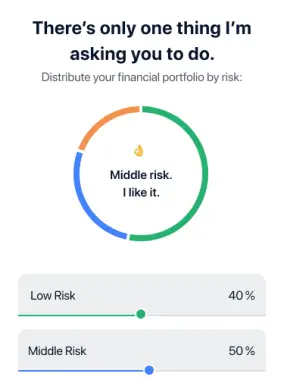 There's only one thing I'm
asking you to do.
Distribute your financial portfolio by risk:
👌
Middle risk.
I like it.
Low Risk 40 %
Middle Risk 50 %